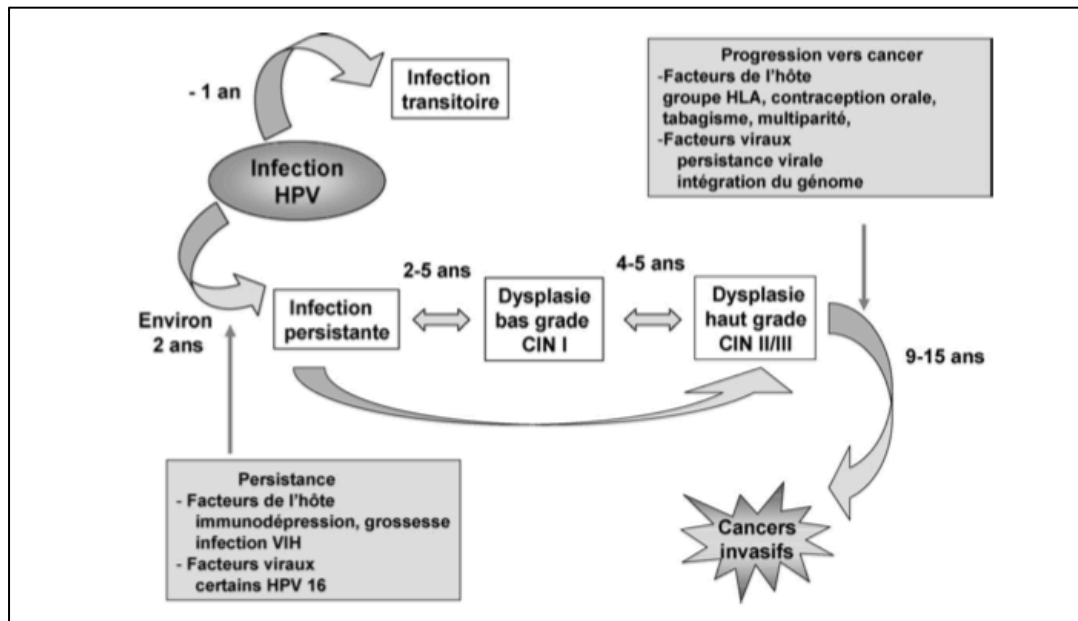 - 1 an
Infection
transitoire
Infection
HPV
Progression vers cancer
-Facteurs de l'hôte
groupe HLA, contraception orale,
tabagisme, multiparité,
-Facteurs viraux
persistance virale
intégration du génome
Environ
2 ans
Infection
persistante
2-5 ans
Dysplasie
bas grade
CIN I
4-5 ans
Dysplasie
haut grade
CIN II/III
9-15 ans
Persistance
- Facteurs de l'hôte
immunodépression, grossesse
infection VIH
- Facteurs viraux
certains HPV 16
Cancers
invasifs